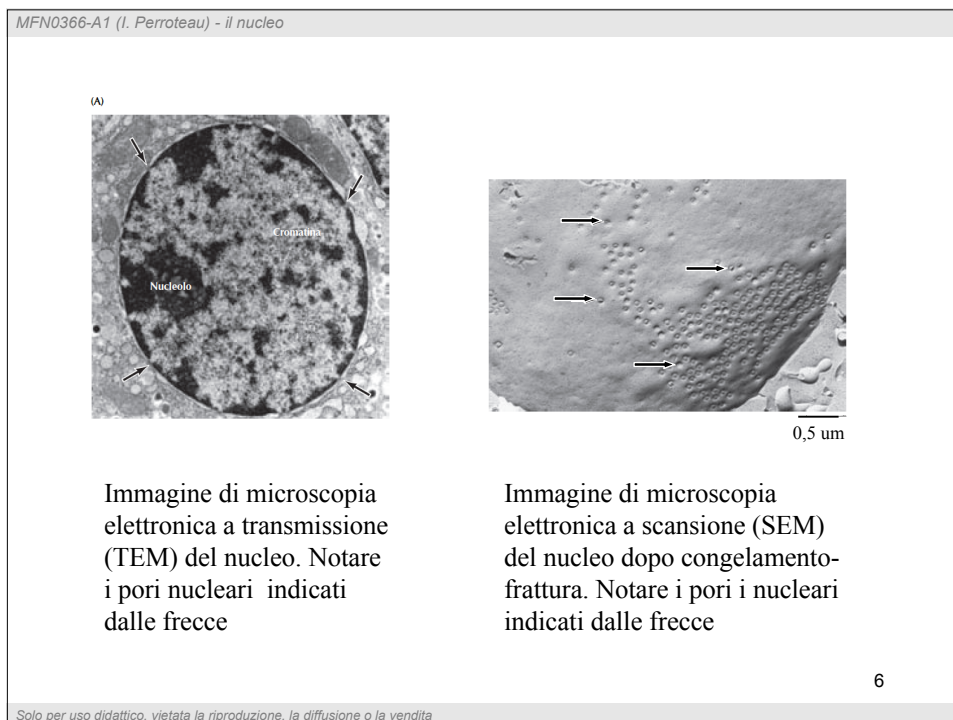 MFN0366-A1 (I. Perroteau) - il nucleo
(A)
Cromatina
Nucleolo
0,5 um
Immagine di microscopia
elettronica a transmissione
(TEM) del nucleo. Notare
i pori nucleari indicati
dalle frecce
Immagine di microscopia
elettronica a scansione (SEM)
del nucleo dopo congelamento-
frattura. Notare i pori i nucleari
indicati dalle frecce
6
Solo per uso didattico, vietata la riproduzione, la diffusione o la vendita